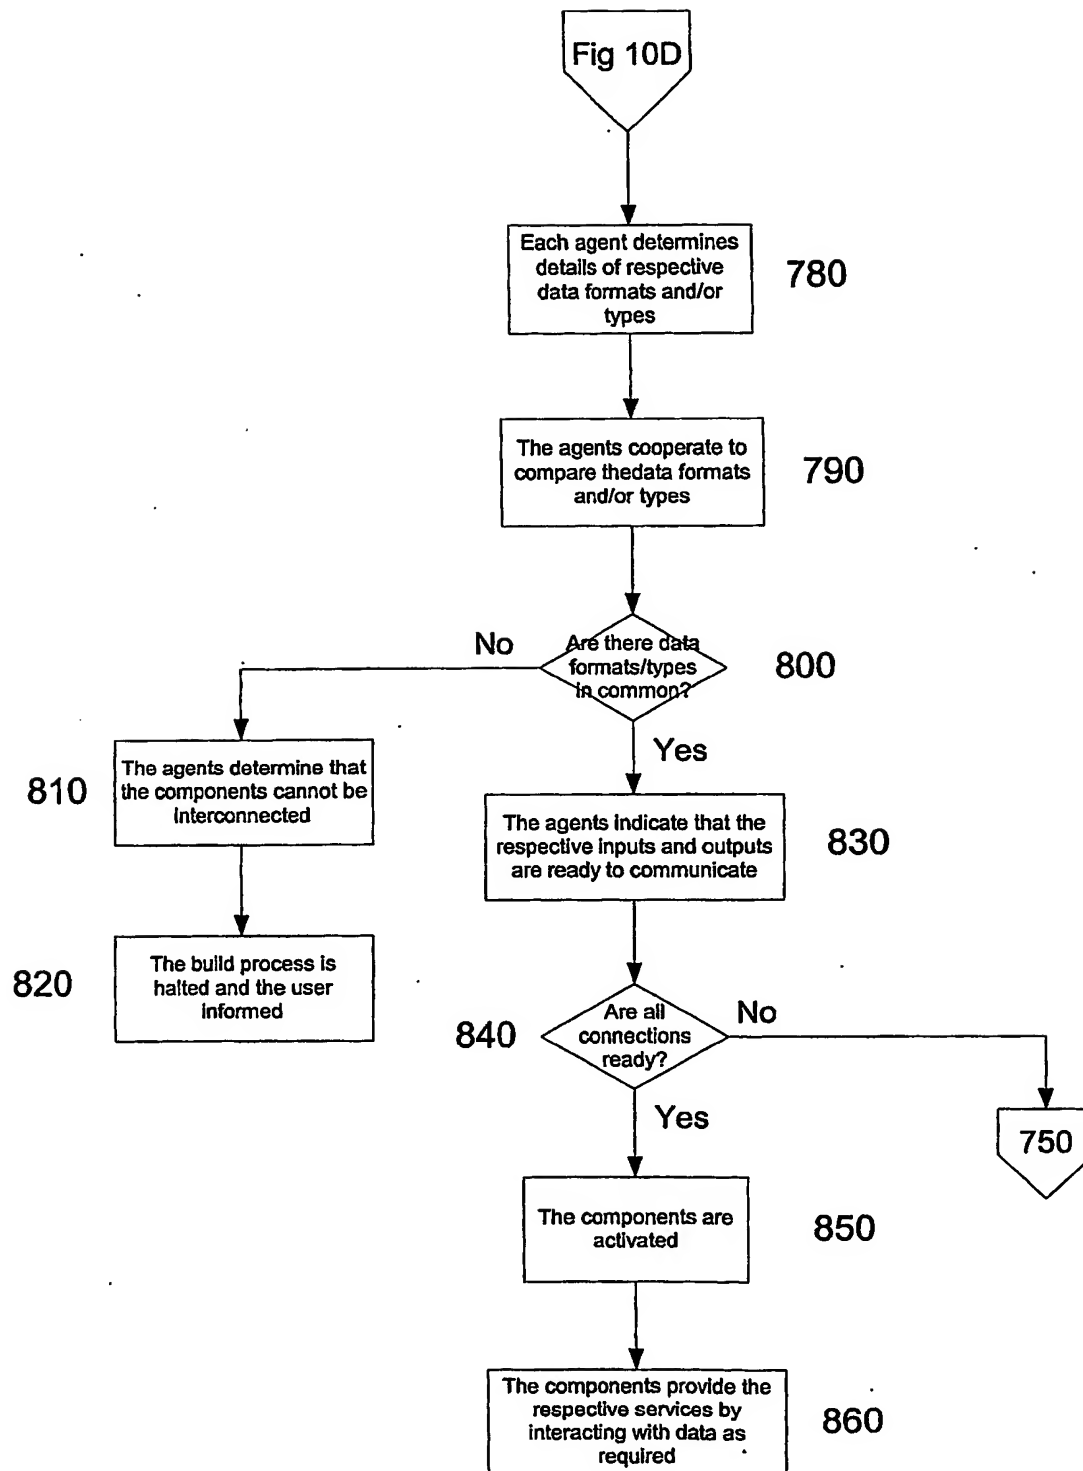 Fig 10D
Each agent determines
details of respective
data formats and/or
types
780
The agents cooperate to
compare thedata formats
and/or types
790
No
Are there data
formats/types
in common?
800
Yes
810
The agents determine that
the components cannot be
interconnected
The agents indicate that the
respective inputs and outputs
are ready to communicate
830
820
The build process is
halted and the user
informed
840
Are all
connections
ready?
No
Yes
750
The components are
activated
850
The components provide the
respective services by
interacting with data as
required
860